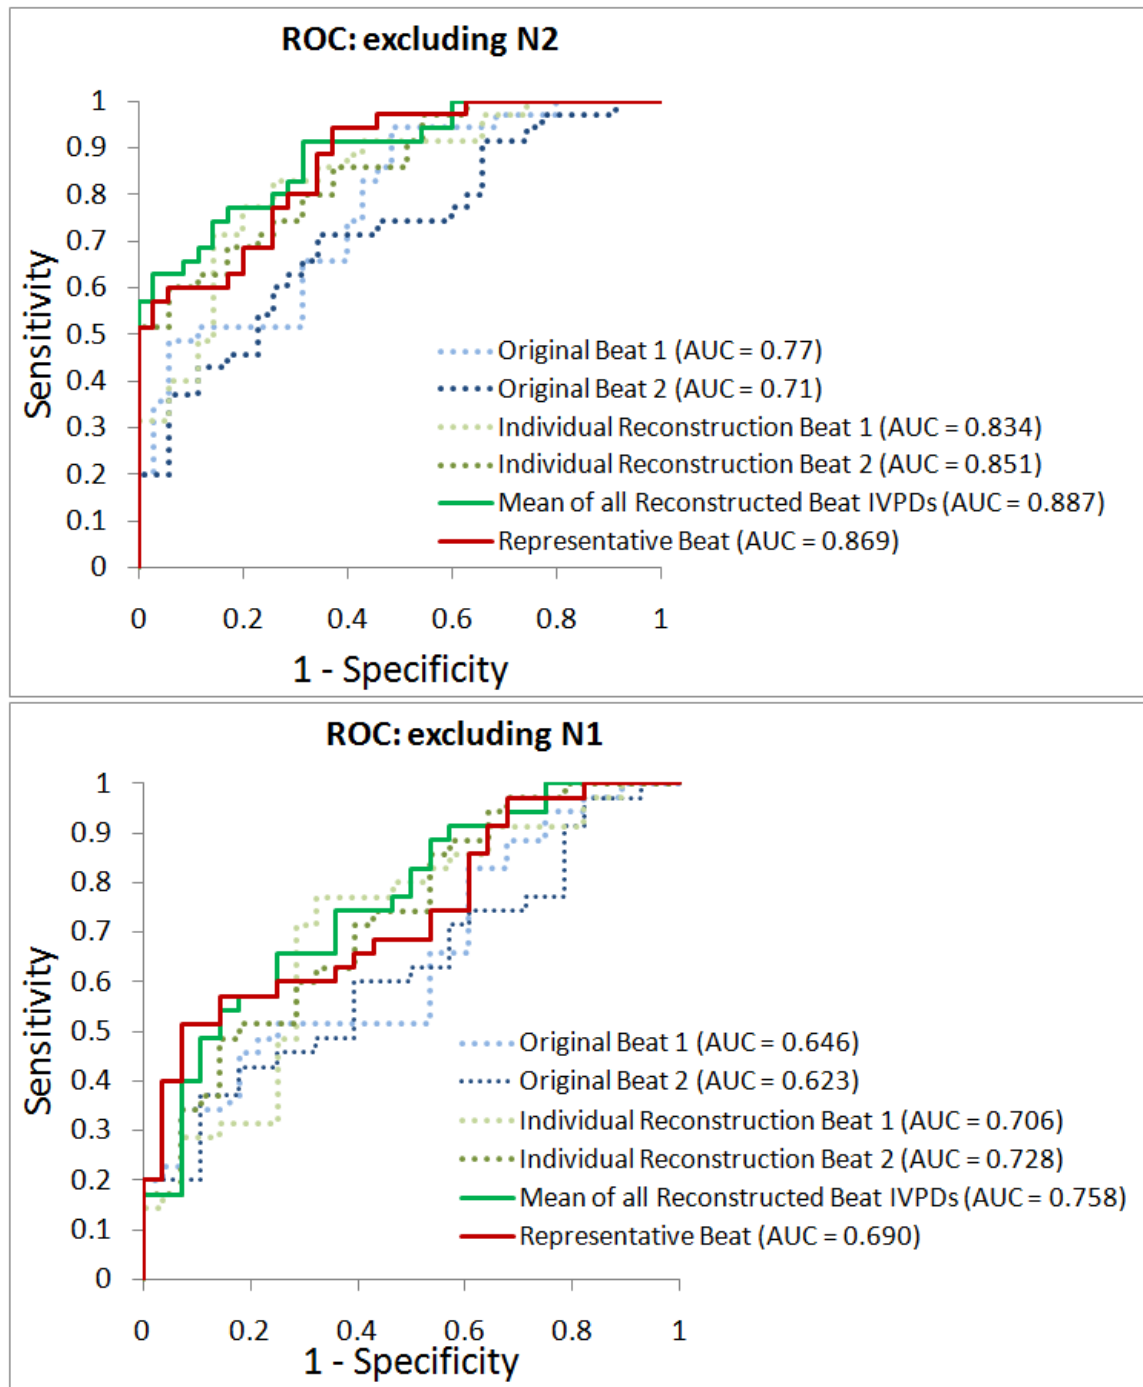 ROC: excluding N2
Sensitivity
1
0.9
0.8
0.7
0.6
0.5
0.4
0.3
0.2
0.1
0
Original Beat 1 (AUC = 0.77)
Original Beat 2 (AUC = 0.71)
Individual Reconstruction Beat 1 (AUC = 0.834)
Individual Reconstruction Beat 2 (AUC = 0.851)
Mean of all Reconstructed Beat IVPDs (AUC = 0.887)
Representative Beat (AUC = 0.869)
0 0.2 0.4 0.6 0.8 1
1 - Specificity
ROC: excluding N1
Sensitivity
1
0.9
0.8
0.7
0.6
0.5
0.4
0.3
0.2
0.1
0
Original Beat 1 (AUC = 0.646)
Original Beat 2 (AUC = 0.623)
Individual Reconstruction Beat 1 (AUC = 0.706)
Individual Reconstruction Beat 2 (AUC = 0.728)
Mean of all Reconstructed Beat IVPDs (AUC = 0.758)
Representative Beat (AUC = 0.690)
0 0.2 0.4 0.6 0.8 1
1 - Specificity